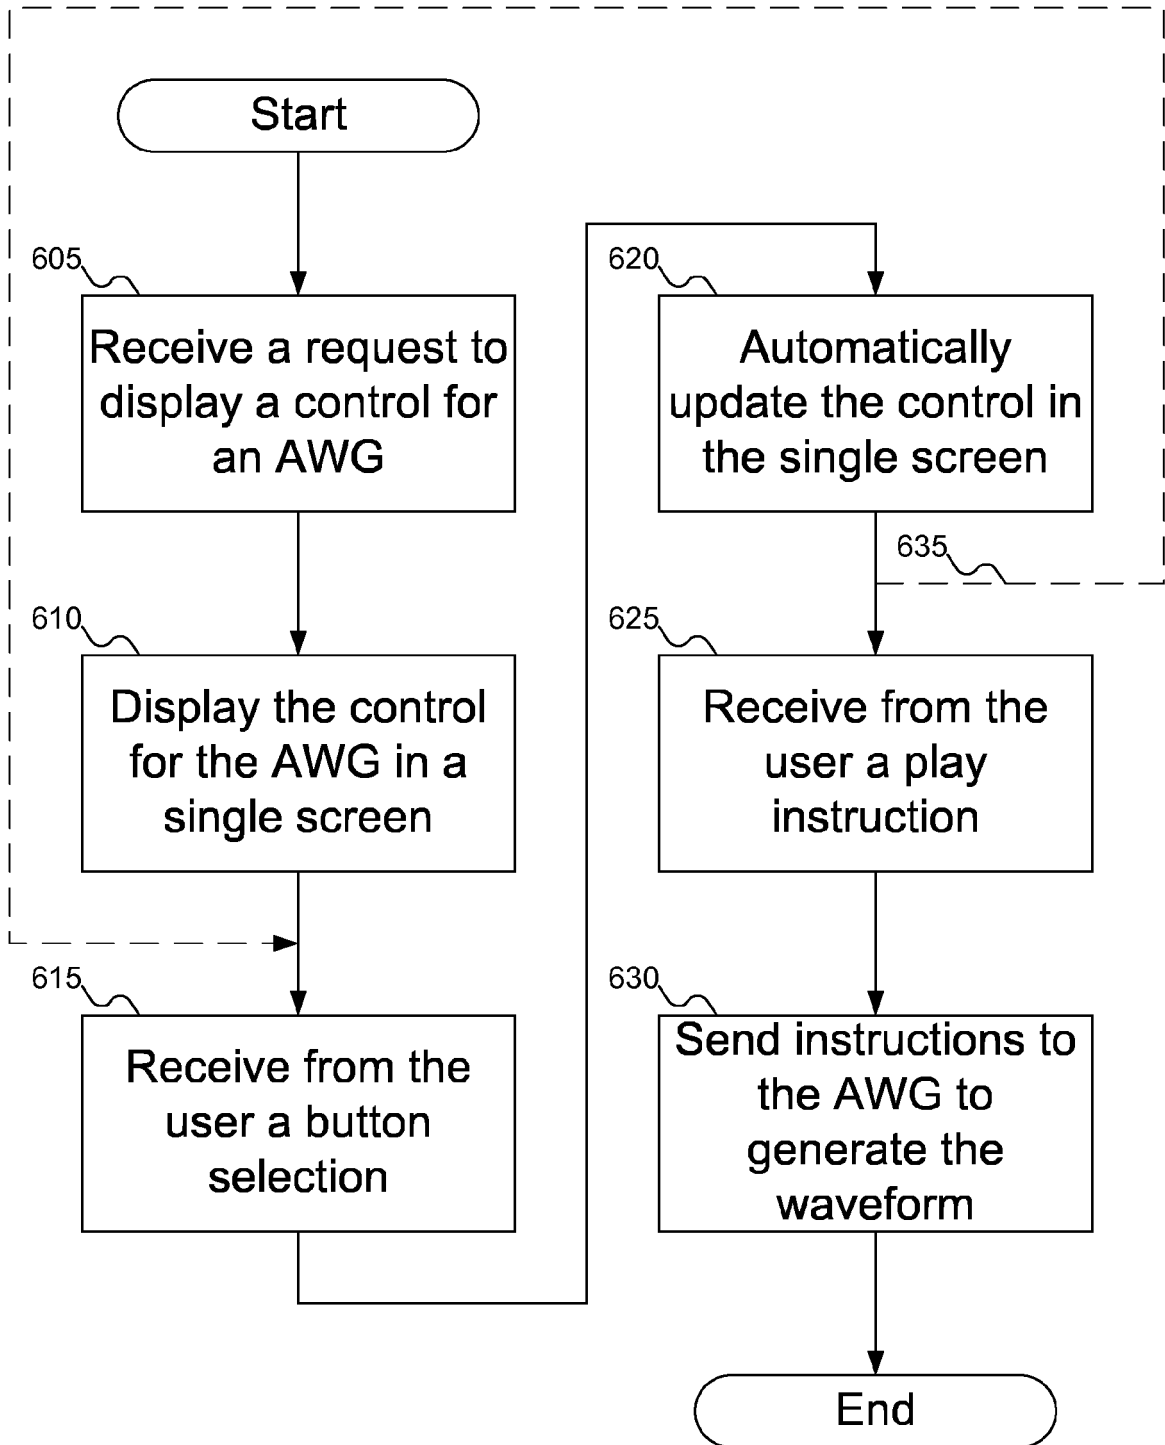 Start
605
Receive a request to
display a control for
an AWG
610
Display the control
for the AWG in a
single screen
615
Receive from the
user a button
selection
620
Automatically
update the control in
the single screen
635
625
Receive from the
user a play
instruction
630
Send instructions to
the AWG to
generate the
waveform
End